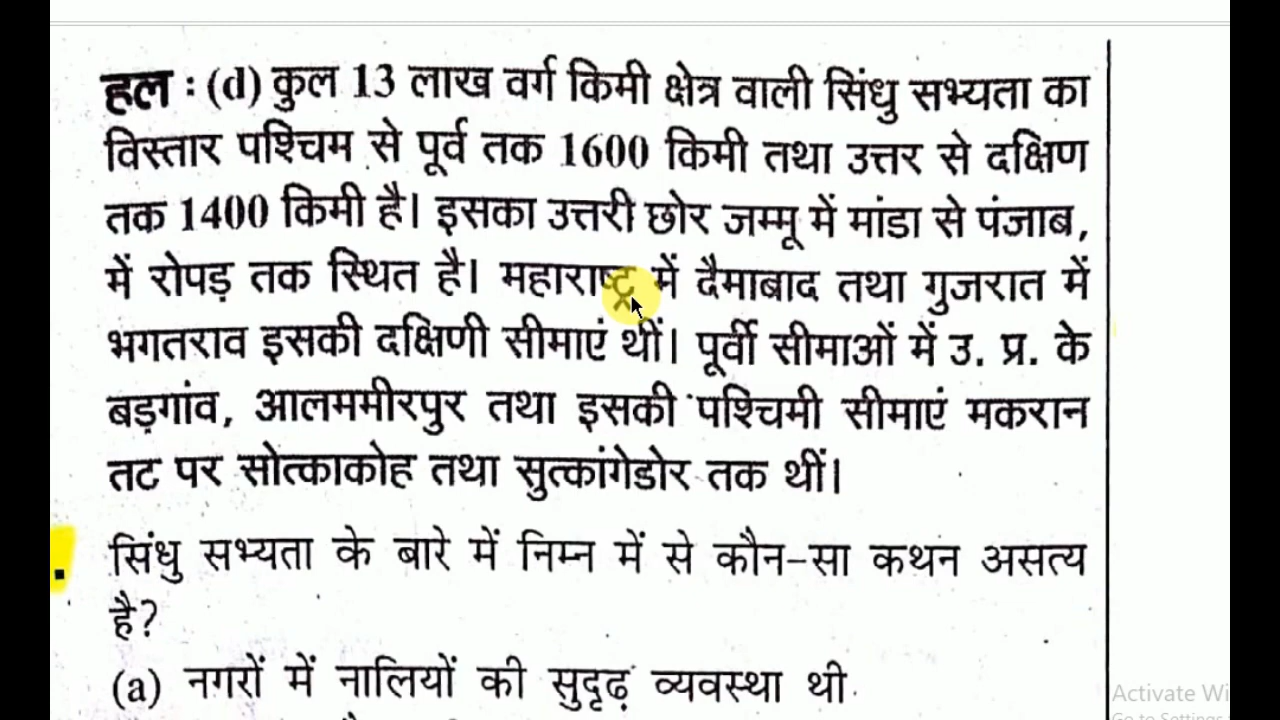 हल : (d) कुल 13 लाख वर्ग किमी क्षेत्र वाली सिंधु सभ्यता का
विस्तार पश्चिम से पूर्व तक 1600 किमी तथा उत्तर से दक्षिण
तक 1400 किमी है। इसका उत्तरी छोर जम्मू में मांडा से पंजाब,
में रोपड़ तक स्थित है। महाराष्ट्र में दैमाबाद तथा गुजरात में
भगतराव इसकी दक्षिणी सीमाएं थीं। पूर्वी सीमाओं में उ. प्र. के
बड़गांव, आलममीरपुर तथा इसकी पश्चिमी सीमाएं मकरान
तट पर सोत्काकोह तथा सुत्कांगेडोर तक थीं।
सिंधु सभ्यता के बारे में निम्न में से कौन-सा कथन असत्य
है?
(a) नगरों में नालियों की सुदृढ़ं व्यवस्था थी
Activate Wi